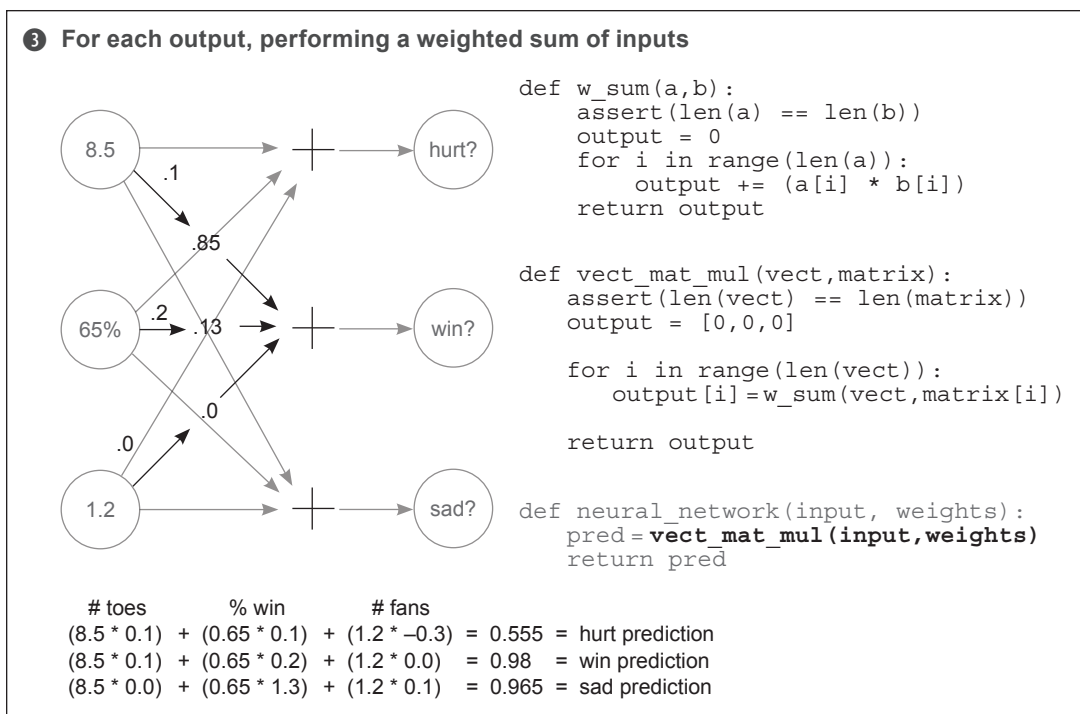 ❸ For each output, performing a weighted sum of inputs
8.5
.1
.85
hurt?
65%
.2
.13
win?
.0
.0
1.2
sad?
def w_sum(a,b):
assert(len(a) == len(b))
output = 0
for i in range(len(a)):
output += (a[i] * b[i])
return output
def vect_mat_mul(vect,matrix):
assert(len(vect) == len(matrix))
output = [0,0,0]
for i in range(len(vect)):
output[i]=w_sum(vect,matrix[i])
return output
def neural_network(input, weights):
pred=vect_mat_mul(input,weights)
return pred
# toes % win # fans
(8.5 * 0.1) + (0.65 * 0.1) + (1.2 * –0.3) = 0.555 = hurt prediction
(8.5 * 0.1) + (0.65 * 0.2) + (1.2 * 0.0) = 0.98 = win prediction
(8.5 * 0.0) + (0.65 * 1.3) + (1.2 * 0.1) = 0.965 = sad prediction